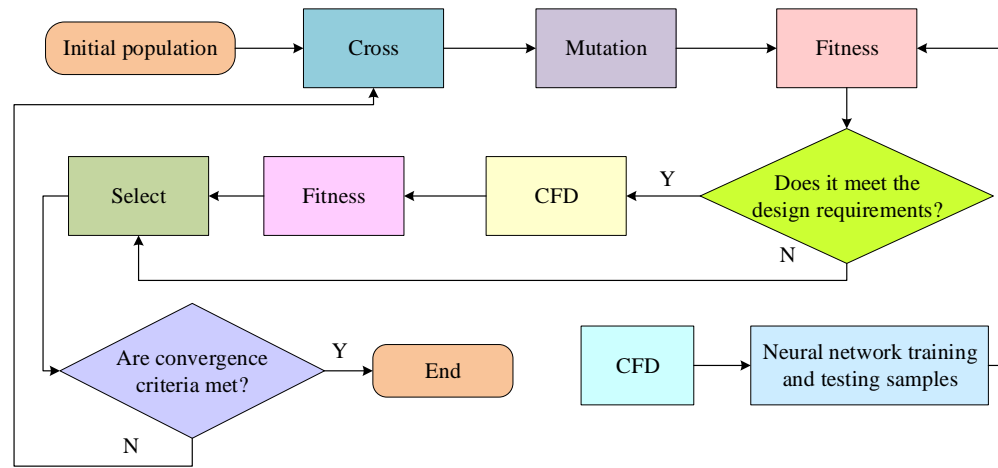 Initial population
Cross
Mutation
Fitness
Select
Fitness
CFD
Y
Does it meet the
design requirements?
N
Are convergence
criteria met?
Y
End
CFD
Neural network training
and testing samples
N